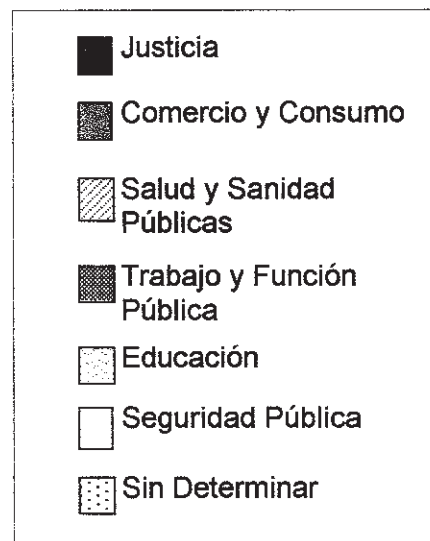 Justicia
Comercio y Consumo
Salud y Sanidad
Públicas
Trabajo y Función
Pública
Educación
Seguridad Pública
Sin Determinar